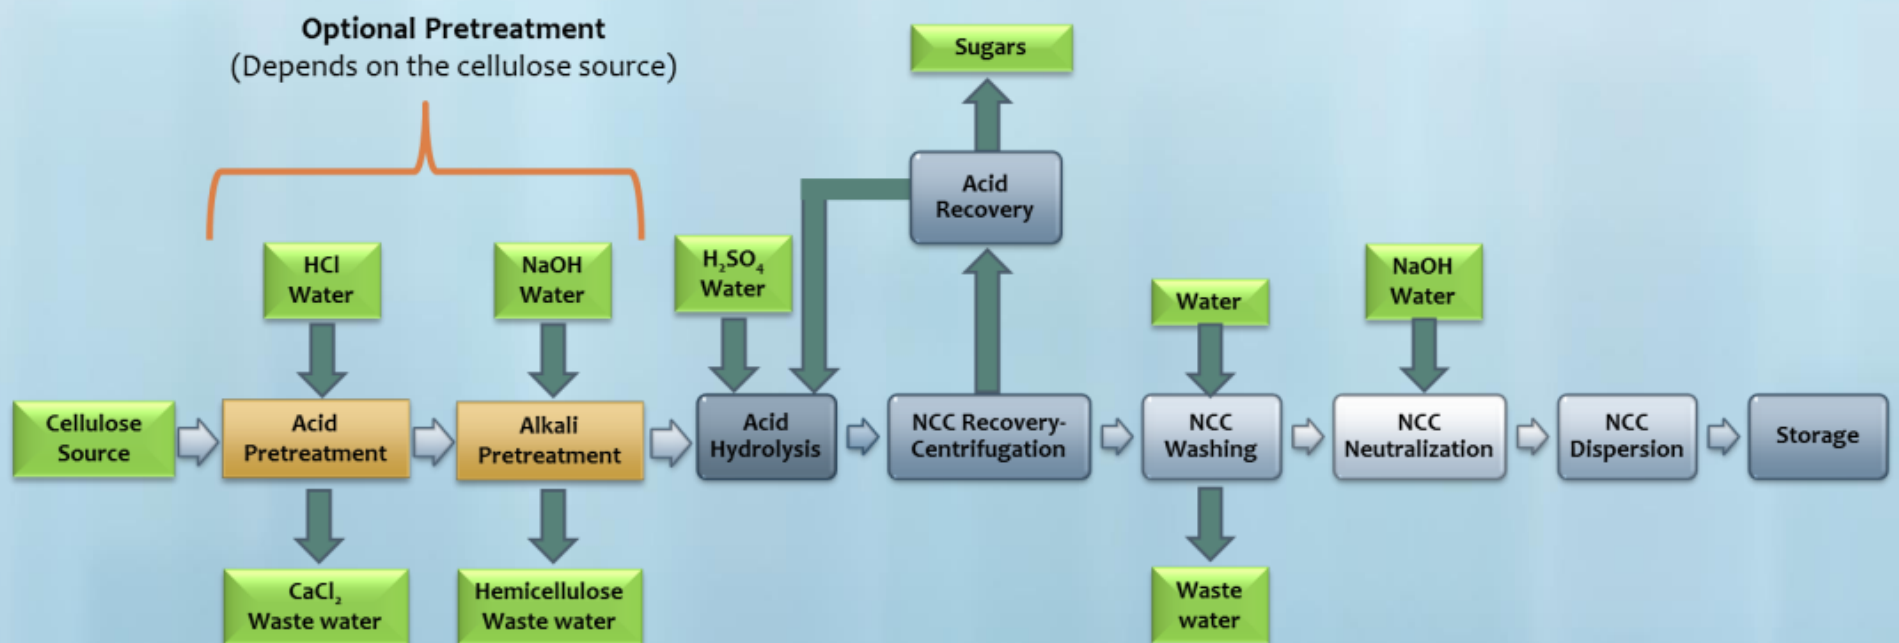 Optional Pretreatment
(Depends on the cellulose source)
Sugars
Acid
Recovery
HCl
Water
NaOH
Water
H₂SO₄
Water
Water
NaOH
Water
Cellulose
Source
Acid
Pretreatment
Alkali
Pretreatment
Acid
Hydrolysis
NCC Recovery-
Centrifugation
NCC
Washing
NCC
Neutralization
NCC
Dispersion
Storage
CaCl₂
Waste water
Hemicellulose
Waste water
Waste
water